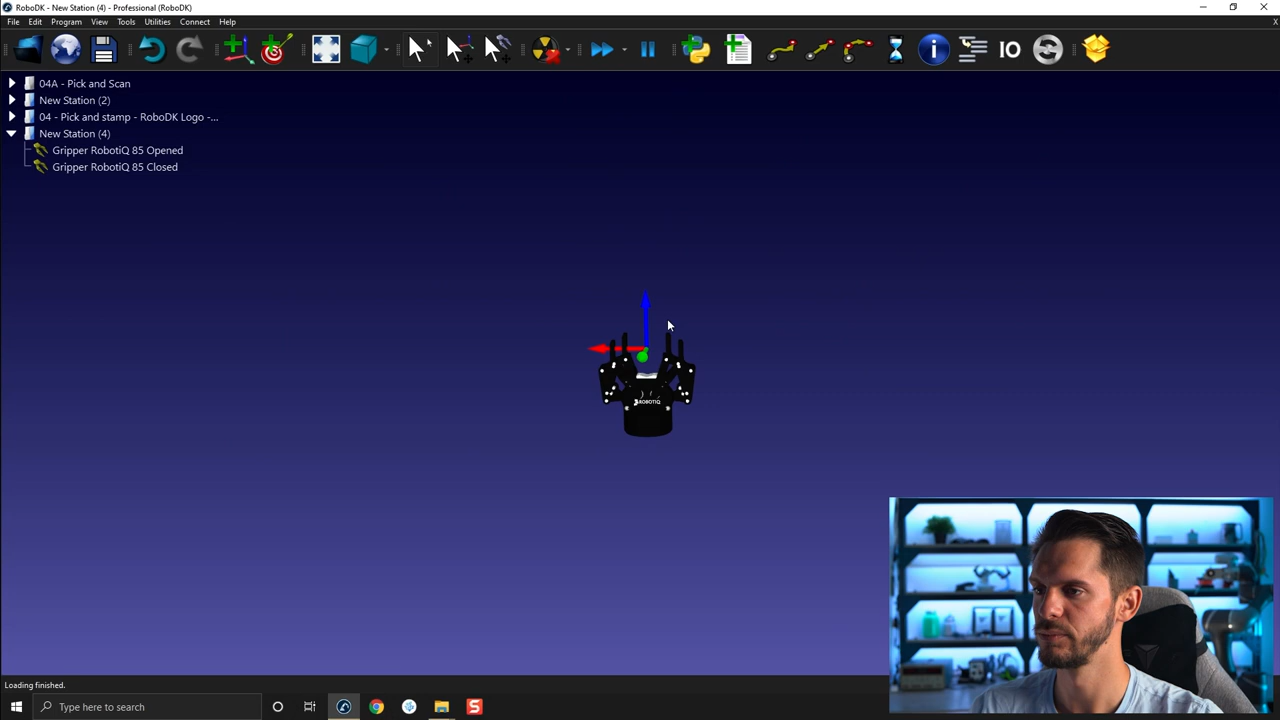 RoboDK - New Station (4) - Professional (RoboDK)
File Edit Program View Tools Utilities Connect Help
X
IO
04A - Pick and Scan
New Station (2)
04 - Pick and stamp - RoboDK Logo -...
New Station (4)
Gripper RobotiQ 85 Opened
Gripper RobotiQ 85 Closed
ROBOTIQ
Loading finished.
Type here to search
S